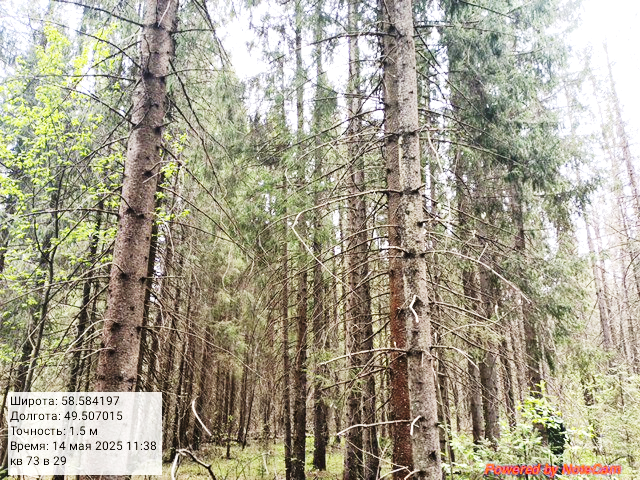 Широта: 58.584197
Долгота: 49.507015
Точность: 1.5 м
Время: 14 мая 2025 11:38
кв 73 в 29
Powered by NoteCam